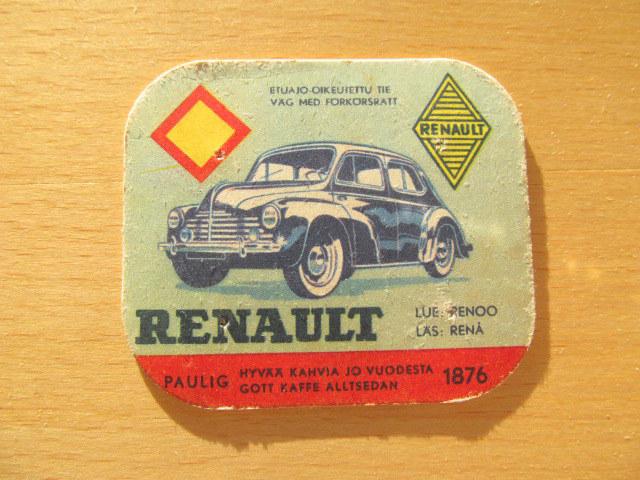 ETUAJO-OIKEUTETTU TIE
VÄG MED FÖRKÖRSRÄTT
RENAULT
RENAULT
LUE: RENOO
LÄS: RENÅ
PAULIG
HYVÄÄ KAHVIA JO VUODESTA
GOTT KAFFE ALLTSEDAN
1876